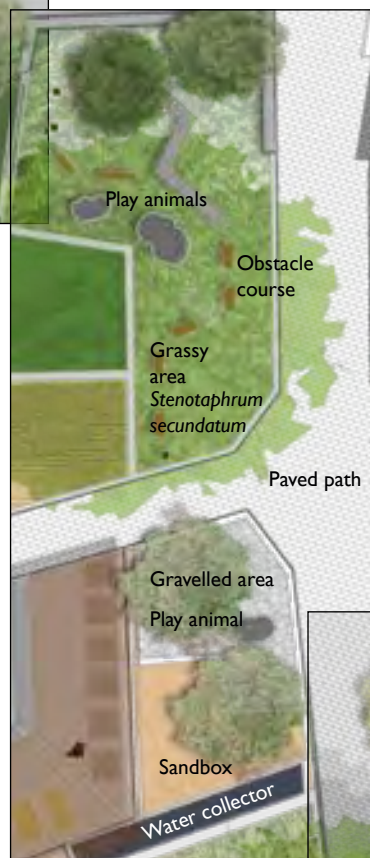 Play animals
Obstacle
course
Grassy
area
Stenotaphrum
secundatum
Paved path
Gravelled area
Play animal
Sandbox
Water collector